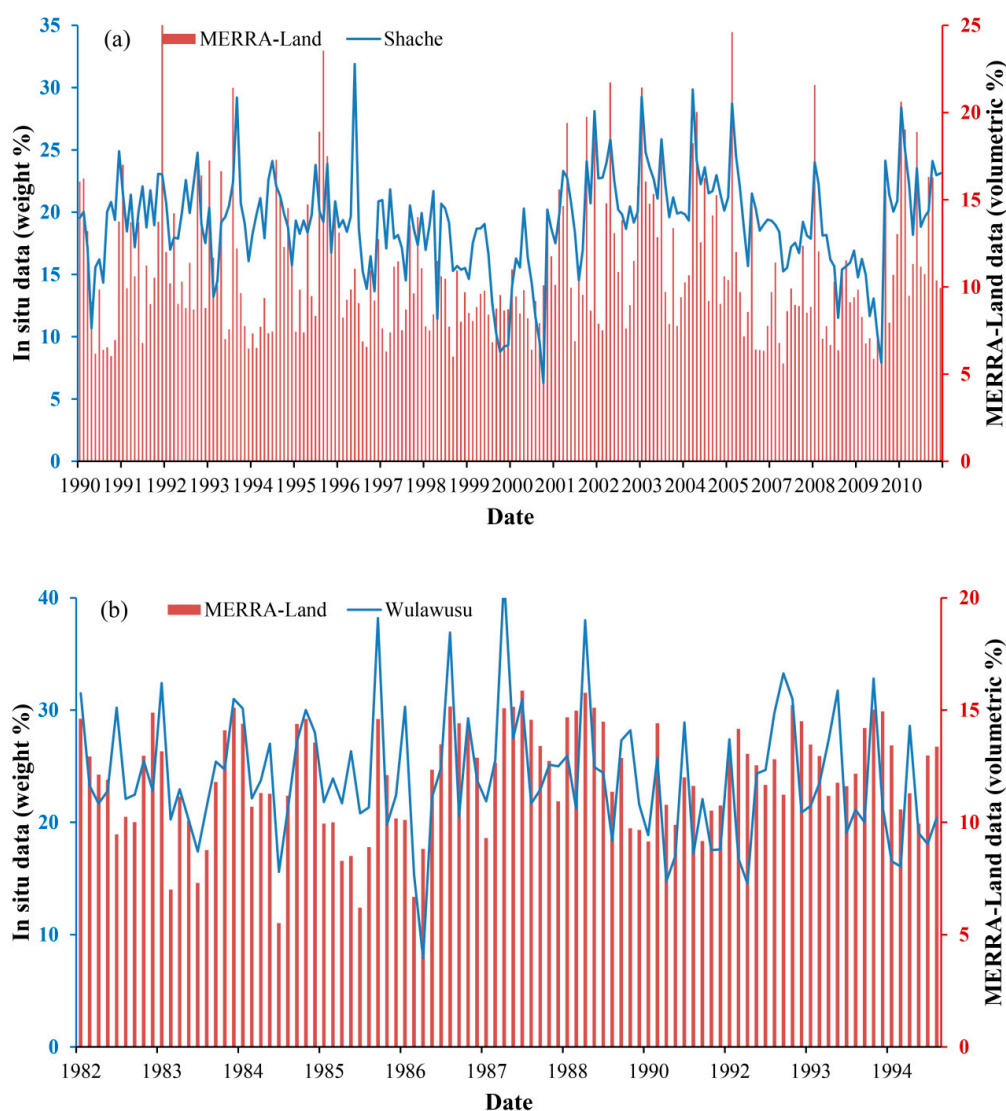 (a)
MERRA-Land
Shache
In situ data (weight %)
35
30
25
20
15
10
5
0
MERRA-Land data (volumetric %)
25
20
15
10
5
0
1990 1991 1992 1993 1994 1995 1996 1997 1998 1999 2000 2001 2002 2003 2004 2005 2007 2008 2009 2010
Date
(b)
MERRA-Land
Wulawusu
In situ data (weight %)
40
30
20
10
0
MERRA-Land data (volumetric %)
20
15
10
5
0
1982 1983 1984 1985 1986 1987 1988 1990 1992 1993 1994
Date